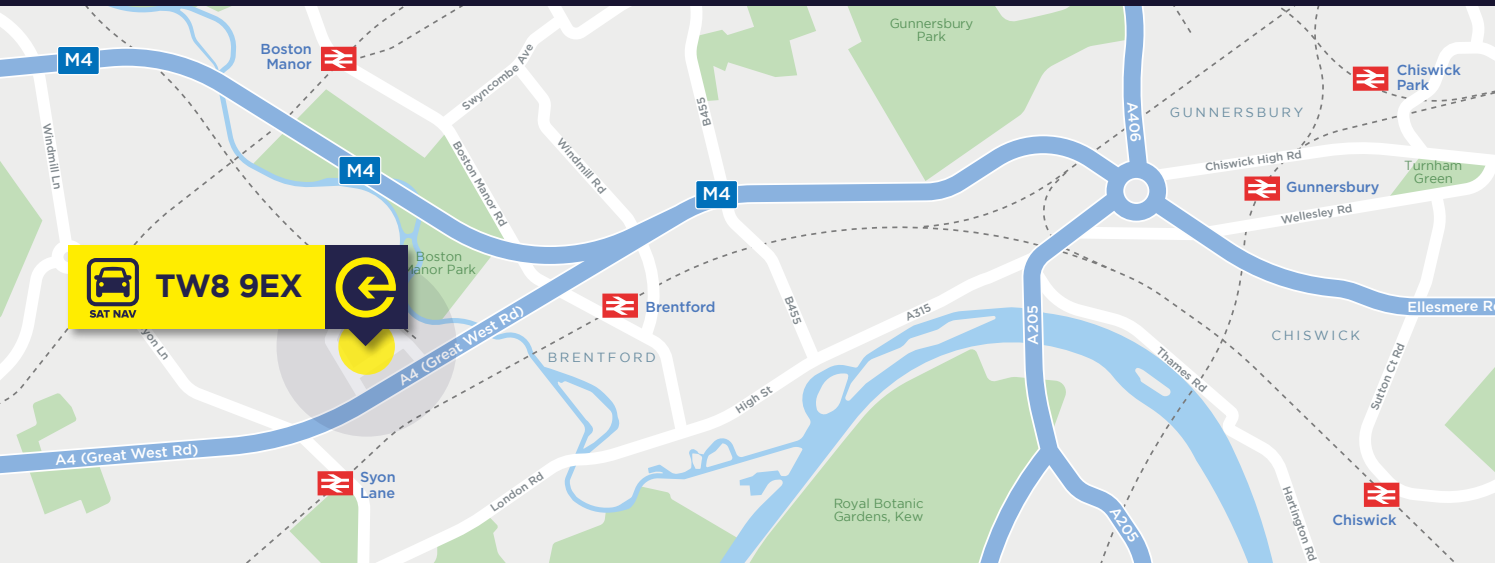 Gunnersbury
Park
M4
Boston
Manor
Chiswick
Park
Swyncombe Ave
B455
A406
GUNNERSBURY
Windmill Ln
Boston Manor Rd
Windmill Rd
M4
Chiswick High Rd
Turnham
Green
M4
Gunnersbury
Wellesley Rd
Boston
Manor Park
TW8 9EX
SAT NAV
Brentford
B455
A315
A205
Ellesmere R
CHISWICK
yon Ln
A4 (Great West Rd)
BRENTFORD
Thames Rd
Sutton Ct Rd
High St
A4 (Great West Rd)
Syon
Lane
London Rd
Royal Botanic
Gardens, Kew
A205
Hartington Rd
Chiswick